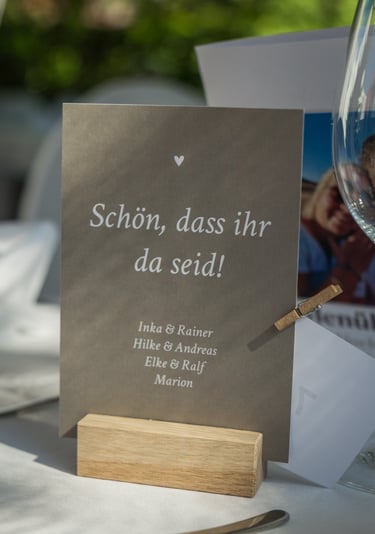 Schön, dass ihr
da seid!
Inka & Rainer
Hilke & Andreas
Elke & Ralf
Marion